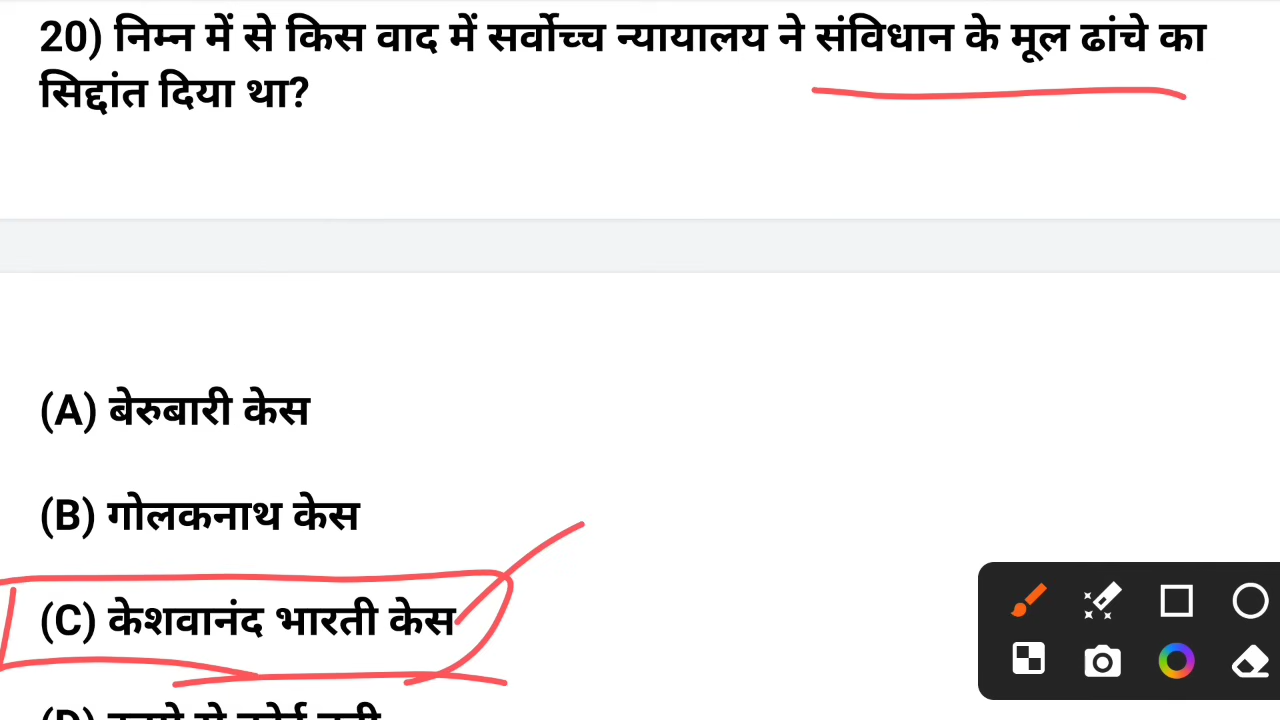 20) निम्न में से किस वाद में सर्वोच्च न्यायालय ने संविधान के मूल ढांचे का
सिद्दांत दिया था?
(A) बेरुबारी केस
(B) गोलकनाथ केस
(C) केशवानंद भारती केस
(D)